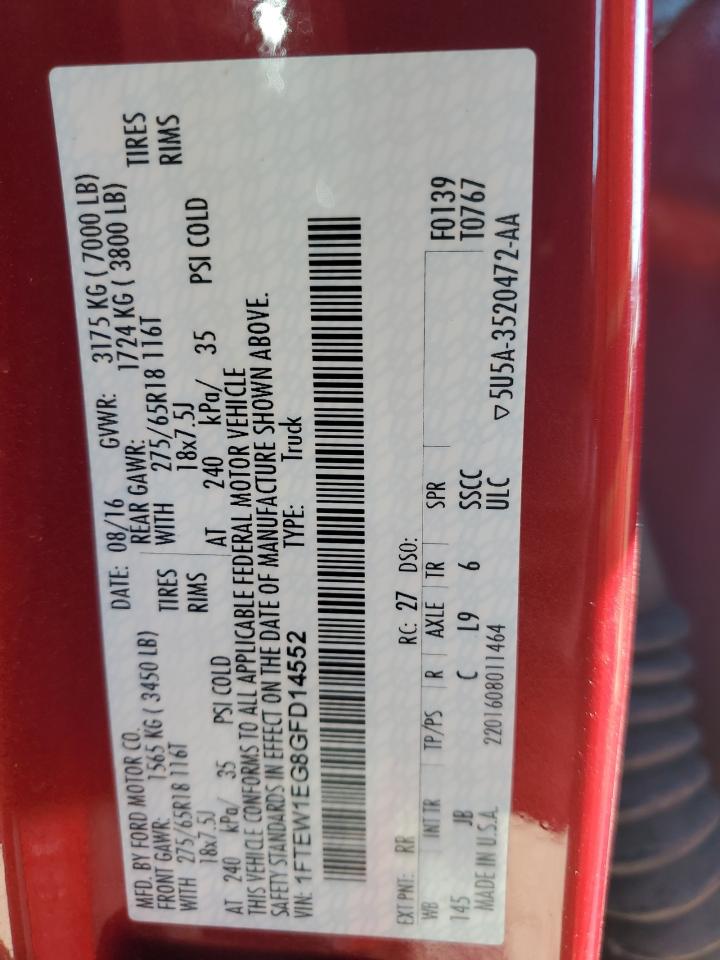 MFD. BY FORD MOTOR CO. DATE: 08/16 GVWR: 3175 KG ( 7000 LB)
FRONT GAWR: 1565 KG ( 3450 LB) REAR GAWR: 1724 KG ( 3800 LB)
WITH 275/65R18 116T TIRES WITH 275/65R18 116T TIRES
18x7.5J RIMS 18x7.5J RIMS
AT 240 kPa/ 35 PSI COLD AT 240 kPa/ 35 PSI COLD
THIS VEHICLE CONFORMS TO ALL APPLICABLE FEDERAL MOTOR VEHICLE
SAFETY STANDARDS IN EFFECT ON THE DATE OF MANUFACTURE SHOWN ABOVE.
VIN: 1FTEW1EG8GFD14552 TYPE: Truck
EXT PNT: RR RC: 27 DSO: F0139
WB INT TR TP/PS R AXLE TR SPR T0767
145 JB C L9 6 SSCC
MADE IN U.S.A. 2201608011464 ULC ▽5U5A-3520472-AA